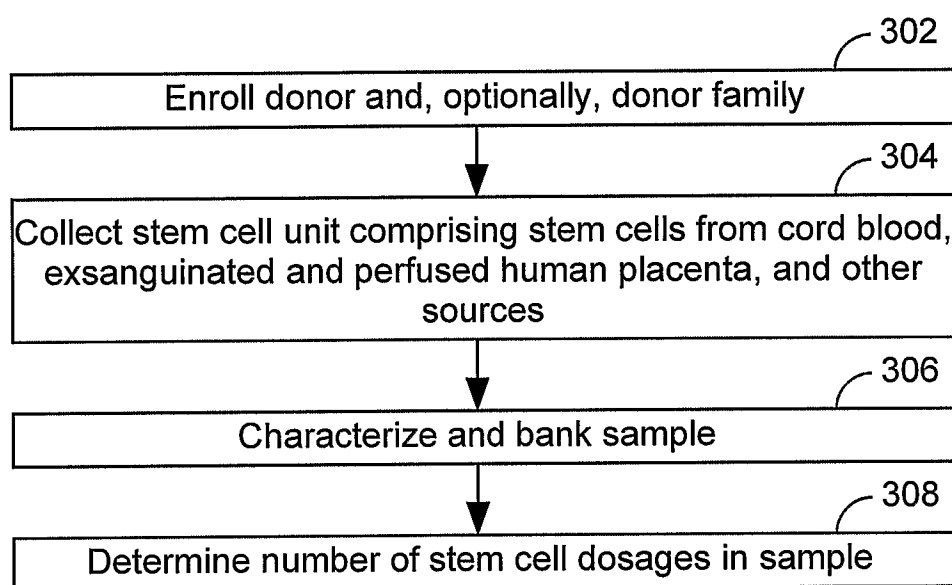 302
Enroll donor and, optionally, donor family
304
Collect stem cell unit comprising stem cells from cord blood,
exsanguinated and perfused human placenta, and other
sources
306
Characterize and bank sample
308
Determine number of stem cell dosages in sample